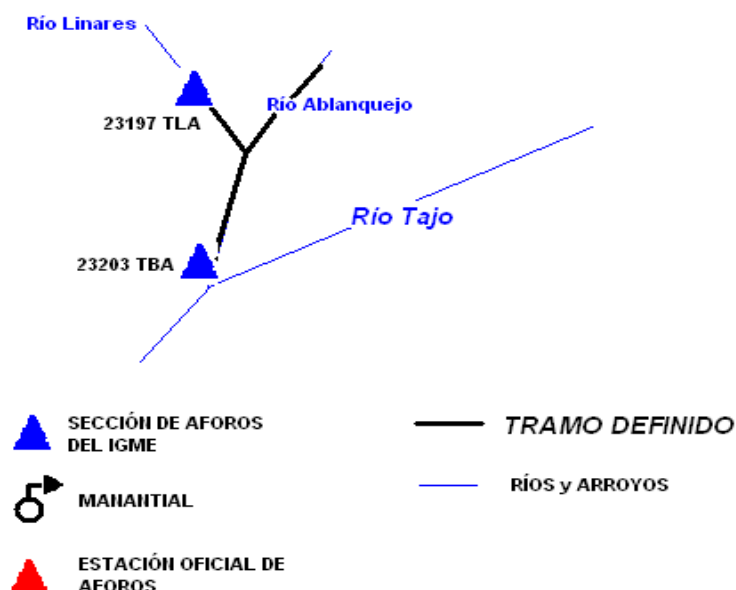 Río Linares
Río Ablanquejo
23197 TLA
Río Tajo
23203 TBA
SECCIÓN DE AFOROS
DEL IGME
TRAMO DEFINIDO
RÍOS y ARROYOS
MANANTIAL
ESTACIÓN OFICIAL DE
AFOROS